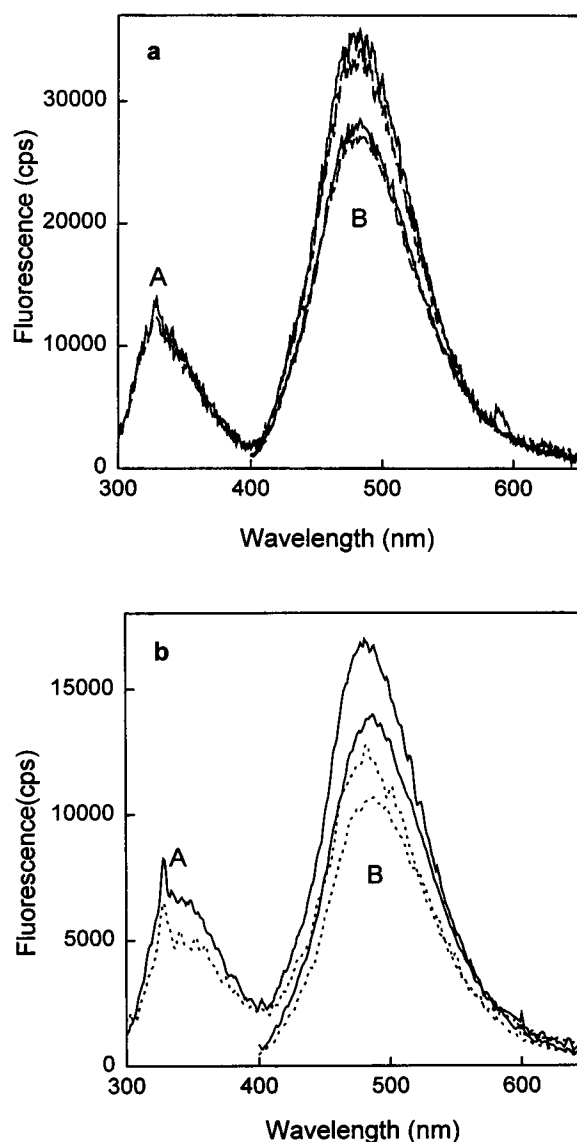 a
30000
20000
10000
0
Fluorescence (cps)
A
B
300
400
500
600
Wavelength (nm)
b
15000
10000
5000
0
Fluorescence(cps)
A
B
300
400
500
600
Wavelength (nm)